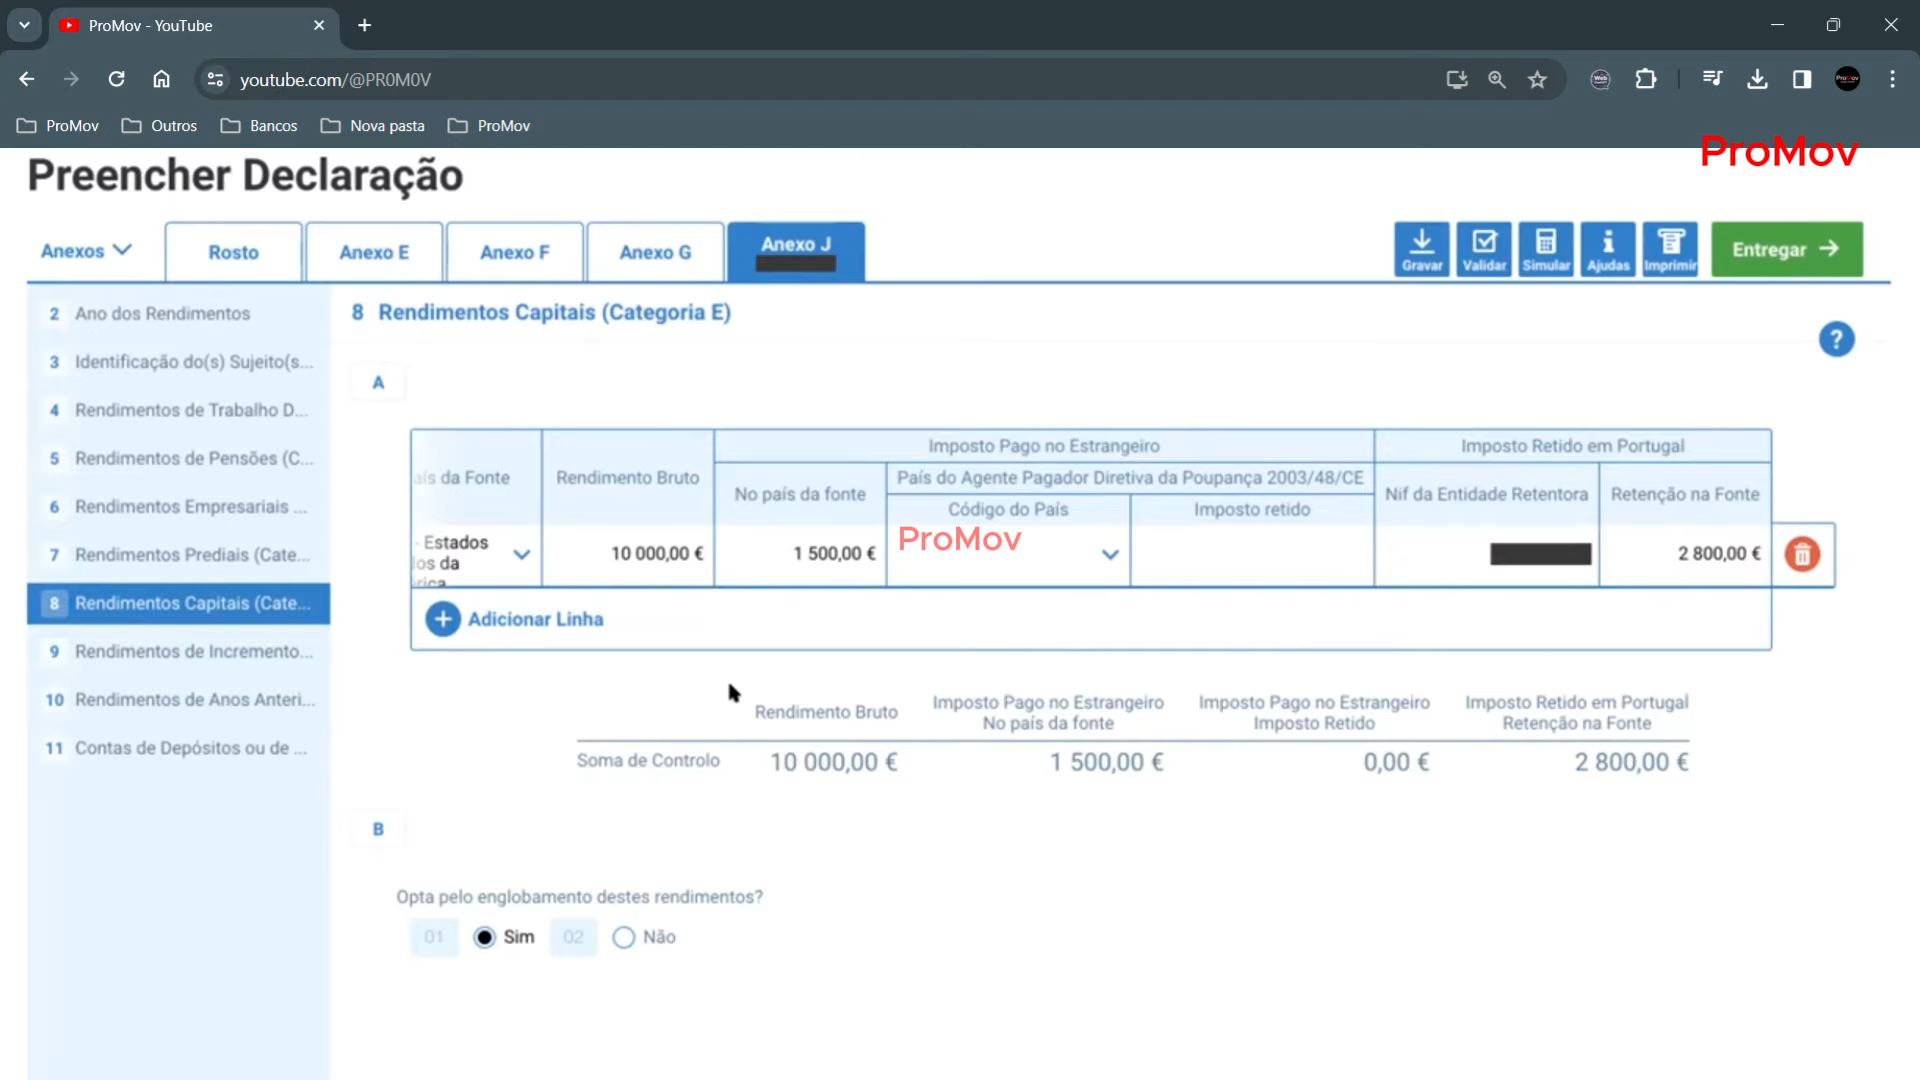 ProMov - YouTube
youtube.com/@PR0M0V
ProMov
Outros
Bancos
Nova pasta
ProMov
ProMov
Preencher Declaração
Anexos
Rosto
Anexo E
Anexo F
Anexo G
Anexo J
Gravar
Validar
Simular
Ajudas
Imprimir
Entregar
2 Ano dos Rendimentos
3 Identificação do(s) Sujeito(s...
4 Rendimentos de Trabalho D...
5 Rendimentos de Pensões (C...
6 Rendimentos Empresariais ...
7 Rendimentos Prediais (Cate...
8 Rendimentos Capitais (Cate...
9 Rendimentos de Incremento...
10 Rendimentos de Anos Anteri...
11 Contas de Depósitos ou de ...
8 Rendimentos Capitais (Categoria E)
?
A
Imposto Pago no Estrangeiro
Imposto Retido em Portugal
aís da Fonte
Rendimento Bruto
No país da fonte
País do Agente Pagador Diretiva da Poupança 2003/48/CE
Código do País
Imposto retido
Nif da Entidade Retentora
Retenção na Fonte
- Estados
os da
rica
10 000,00 €
1 500,00 €
ProMov
2 800,00 €
Adicionar Linha
Rendimento Bruto
Imposto Pago no Estrangeiro
No país da fonte
Imposto Pago no Estrangeiro
Imposto Retido
Imposto Retido em Portugal
Retenção na Fonte
Soma de Controlo
10 000,00 €
1 500,00 €
0,00 €
2 800,00 €
B
Opta pelo englobamento destes rendimentos?
01 Sim 02 Não